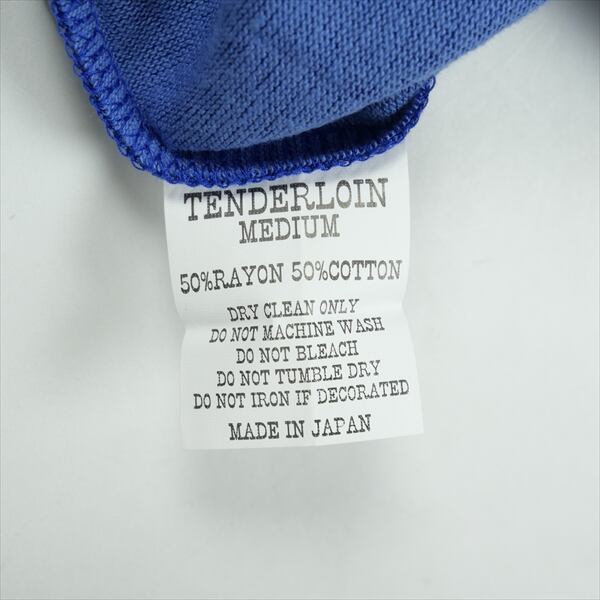 TENDERLOIN
MEDIUM
50%RAYON 50%COTTON
DRY CLEAN ONLY
DO NOT MACHINE WASH
DO NOT BLEACH
DO NOT TUMBLE DRY
DO NOT IRON IF DECORATED
MADE IN JAPAN